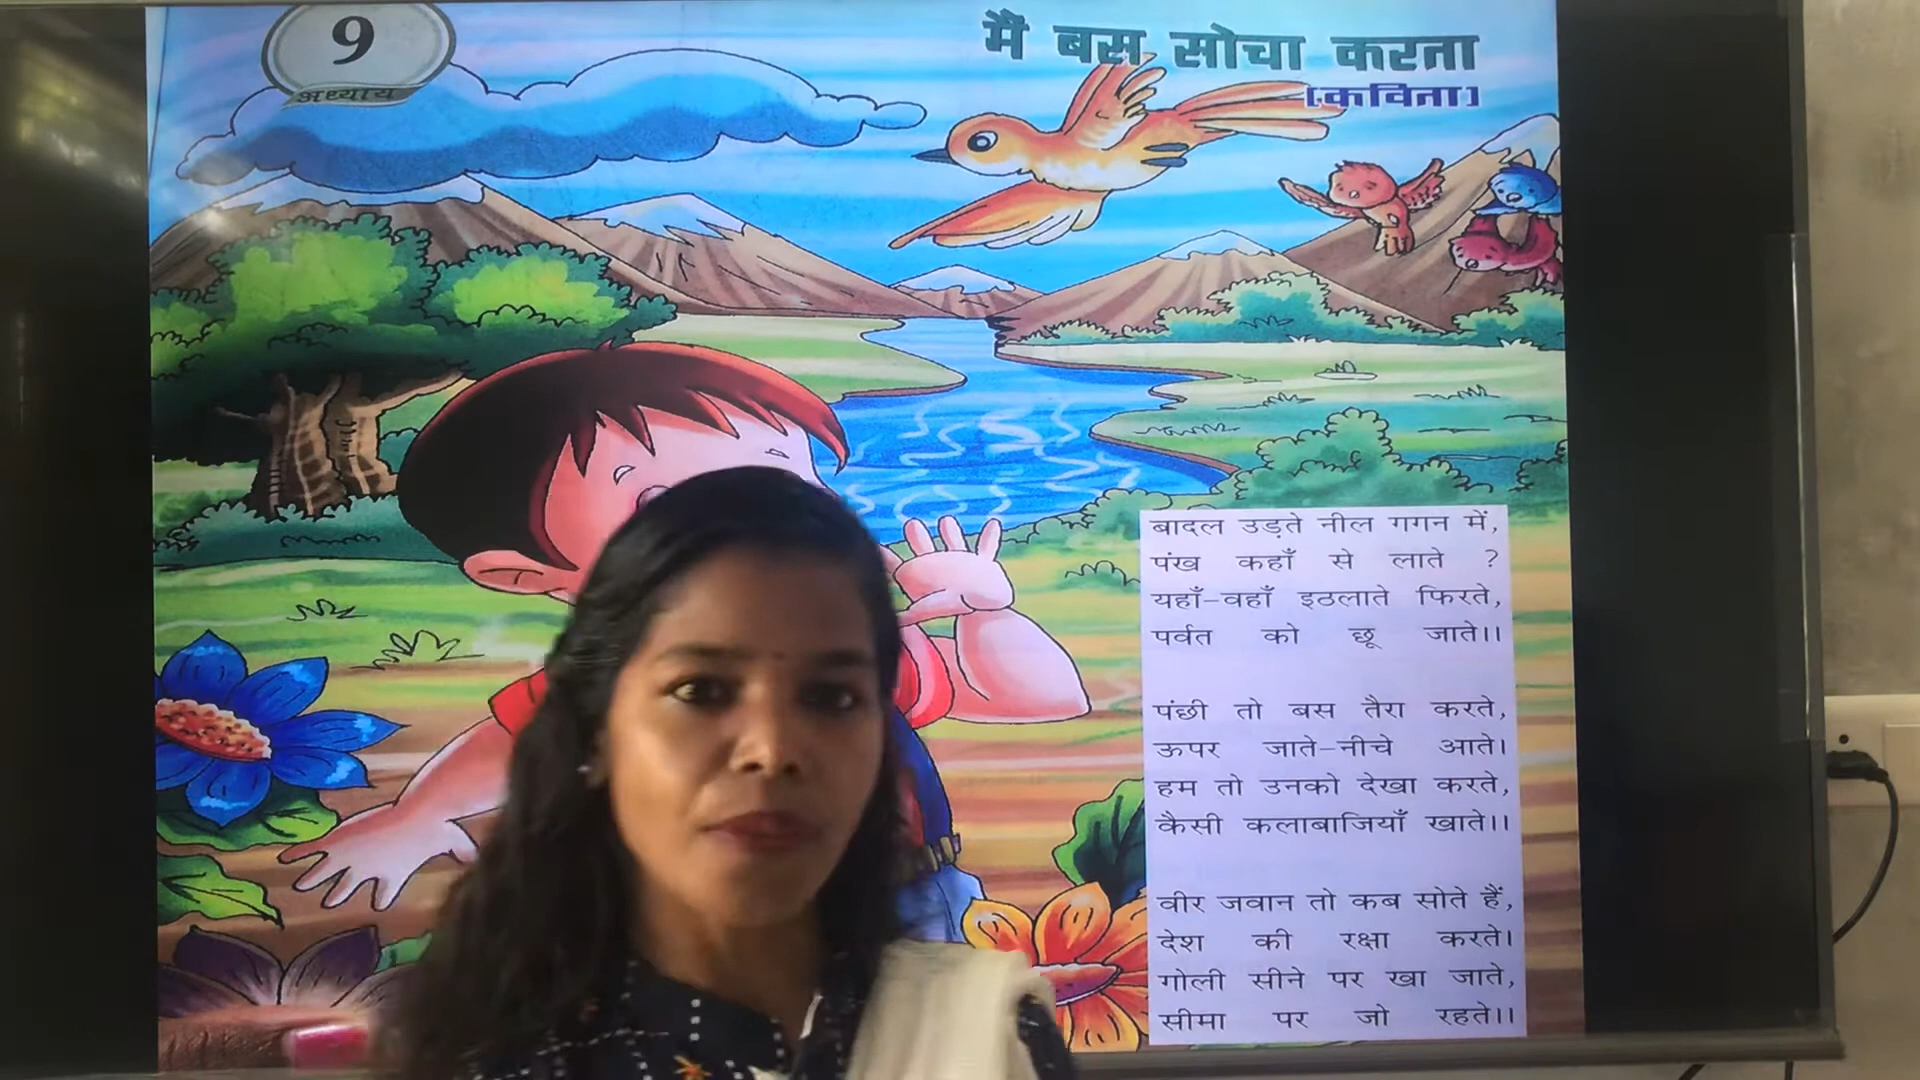 9
अध्याय
मैं बस सोचा करता
[कविता]
बादल उड़ते नील गगन में,
पंख कहाँ से लाते ?
यहाँ-वहाँ इठलाते फिरते,
पर्वत को छू जाते।।
पंछी तो बस तैरा करते,
ऊपर जाते-नीचे आते।
हम तो उनको देखा करते,
कैसी कलाबाजियाँ खाते।।
वीर जवान तो कब सोते हैं,
देश की रक्षा करते।
गोली सीने पर खा जाते,
सीमा पर जो रहते।।